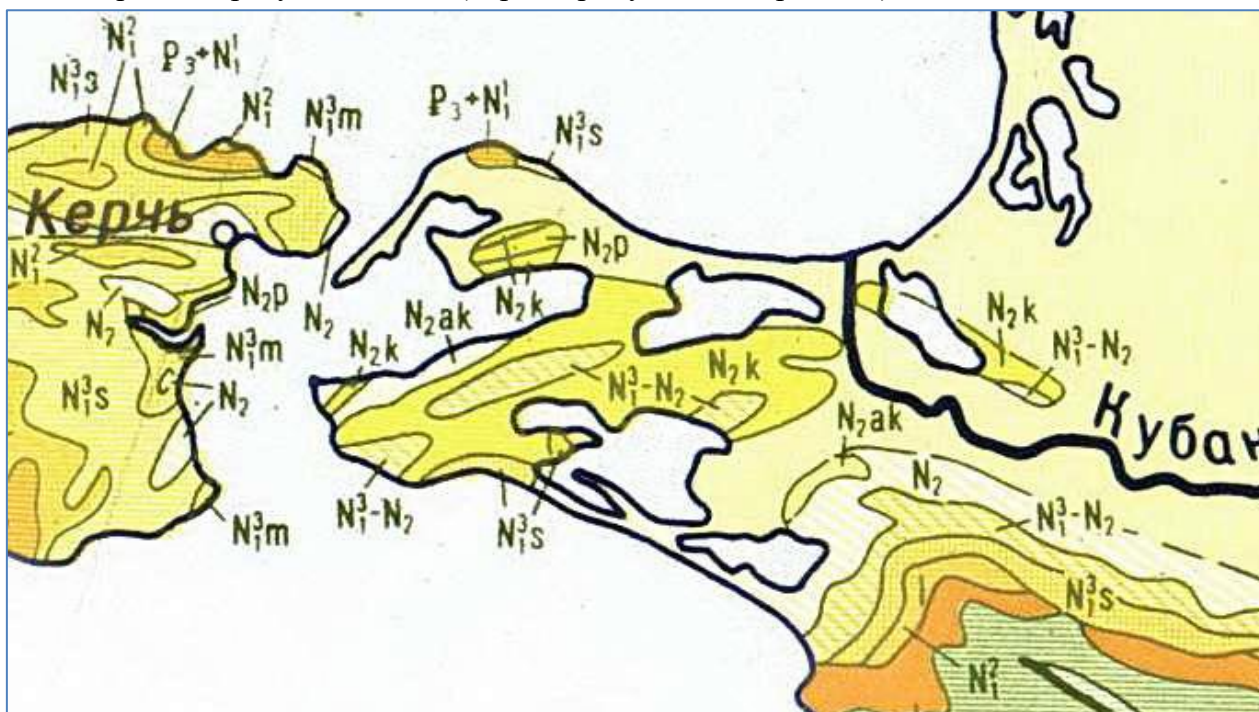 N₁²
P₃+N₁¹
N₁³з
N₁²
N₁³m
P₃+N₁¹
N₁³s
Керчь
N₁²
N₂p
N₂k
N₂
N₂p
N₂
N₂ak
N₂k
N₂k
N₁³-N₂
N₁³m
N₂k
N₁³-N₂
N₂k
N₁³s
N₂
Кубан
N₂ak
N₂
N₁³-N₂
N₁³m
N₁³-N₂
N₁³s
N₁³s
N₁²